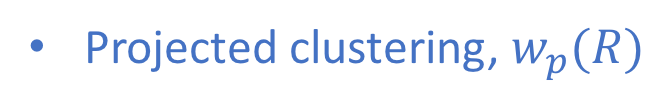 • Projected clustering, $w_p(R)$